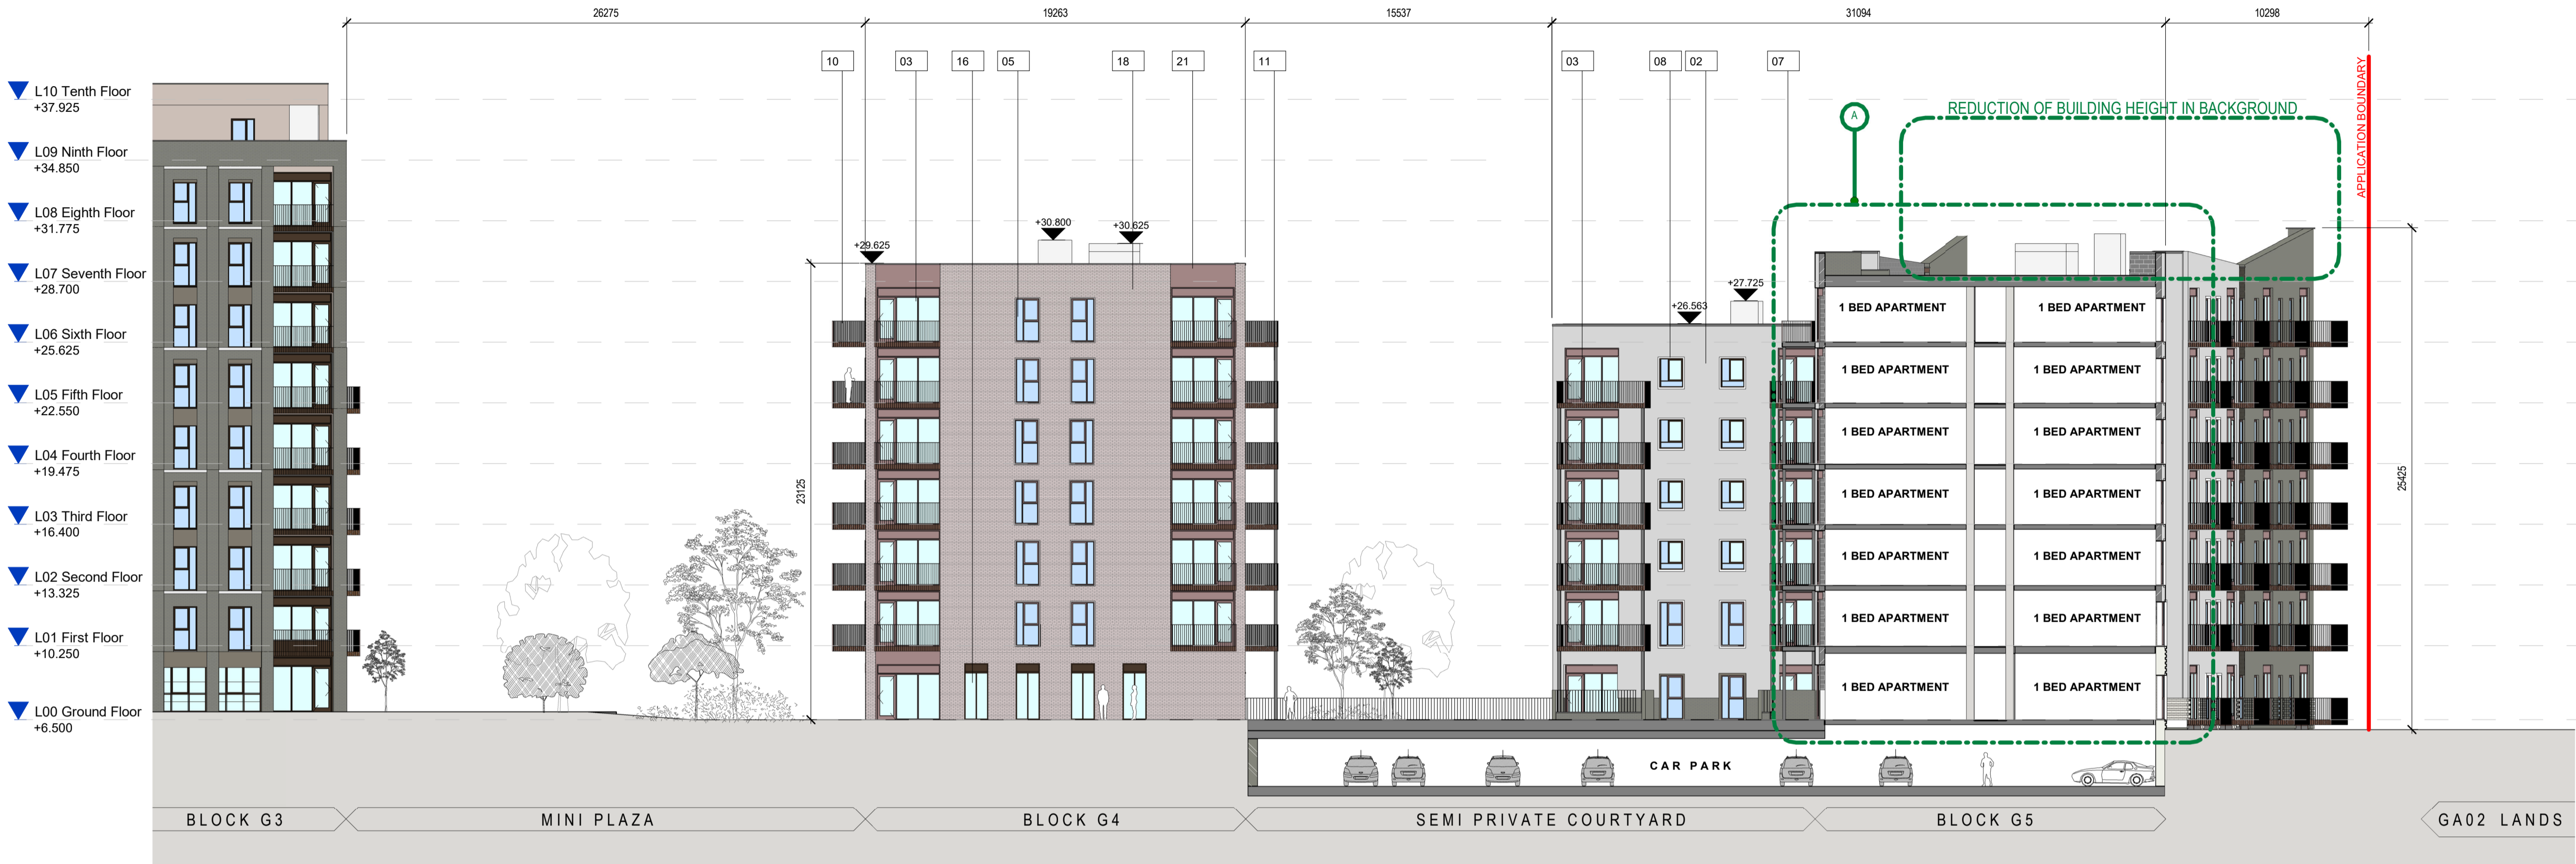 26275
19263
15537
31094
10298
10
03
16
05
18
21
11
03
08
02
07
A
REDUCTION OF BUILDING HEIGHT IN BACKGROUND
APPLICATION BOUNDARY
L10 Tenth Floor
+37.925
L09 Ninth Floor
+34.850
L08 Eighth Floor
+31.775
L07 Seventh Floor
+28.700
L06 Sixth Floor
+25.625
L05 Fifth Floor
+22.550
L04 Fourth Floor
+19.475
L03 Third Floor
+16.400
L02 Second Floor
+13.325
L01 First Floor
+10.250
L00 Ground Floor
+6.500
+29.625
+30.800
+30.625
+26.563
+27.725
23125
25425
1 BED APARTMENT
1 BED APARTMENT
1 BED APARTMENT
1 BED APARTMENT
1 BED APARTMENT
1 BED APARTMENT
1 BED APARTMENT
1 BED APARTMENT
1 BED APARTMENT
1 BED APARTMENT
1 BED APARTMENT
1 BED APARTMENT
1 BED APARTMENT
1 BED APARTMENT
CAR PARK
BLOCK G3
MINI PLAZA
BLOCK G4
SEMI PRIVATE COURTYARD
BLOCK G5
GA02 LANDS